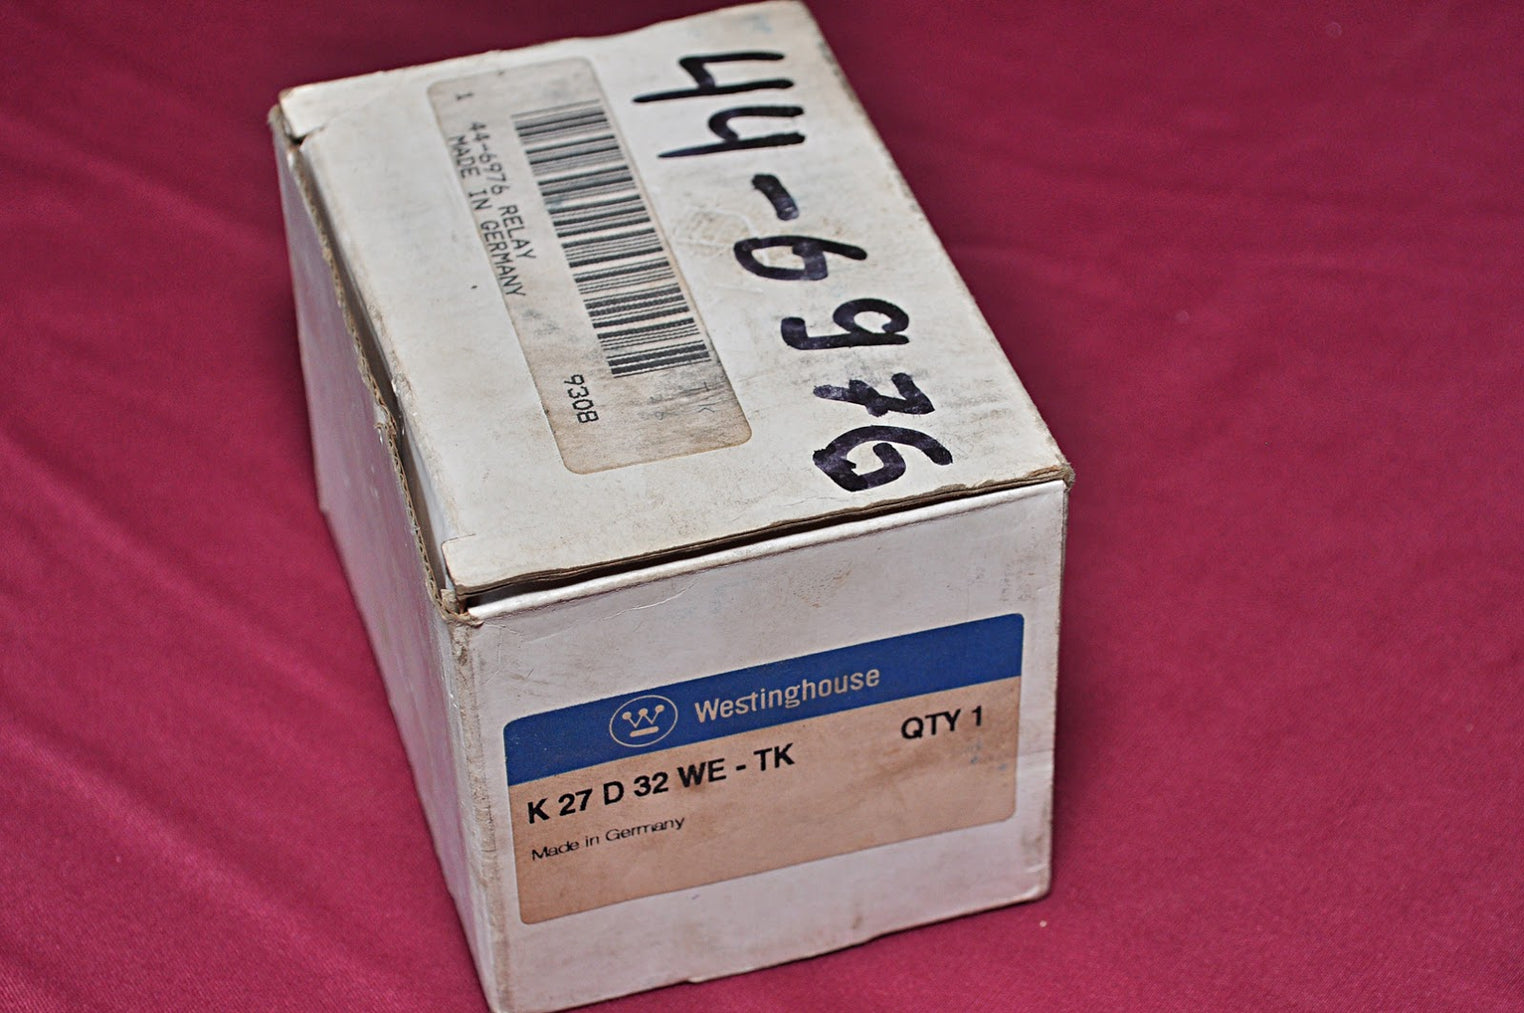 44-6976
1 44-6976 RELAY
MADE IN GERMANY
9308
Westinghouse
K 27 D 32 WE - TK QTY 1
Made in Germany